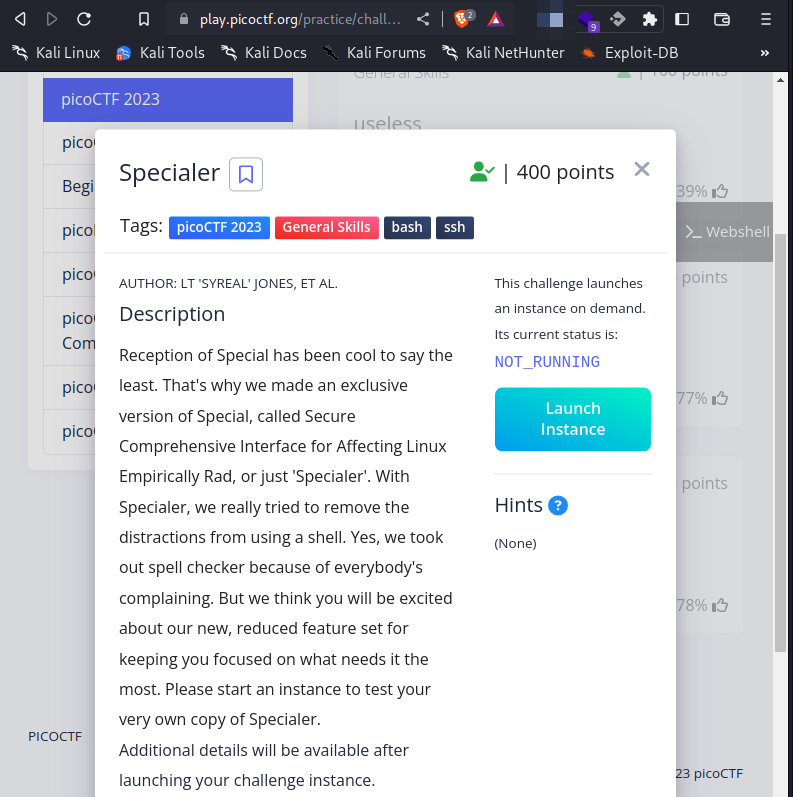 play.picoctf.org/practice/chall...
2
9
Kali Linux
Kali Tools
Kali Docs
Kali Forums
Kali NetHunter
Exploit-DB
»
picoCTF 2023
General Skills
| 100 points
useless
pico
Begi
pico
pico
pico
Com
pico
pico
39%
Webshell
points
77%
points
78%
Specialer
| 400 points
Tags: picoCTF 2023 General Skills bash ssh
AUTHOR: LT 'SYREAL' JONES, ET AL.
Description
Reception of Special has been cool to say the
least. That's why we made an exclusive
version of Special, called Secure
Comprehensive Interface for Affecting Linux
Empirically Rad, or just 'Specialer'. With
Specialer, we really tried to remove the
distractions from using a shell. Yes, we took
out spell checker because of everybody's
complaining. But we think you will be excited
about our new, reduced feature set for
keeping you focused on what needs it the
most. Please start an instance to test your
very own copy of Specialer.
Additional details will be available after
launching your challenge instance.
This challenge launches
an instance on demand.
Its current status is:
NOT_RUNNING
Launch
Instance
Hints ?
(None)
PICOCTF
23 picoCTF